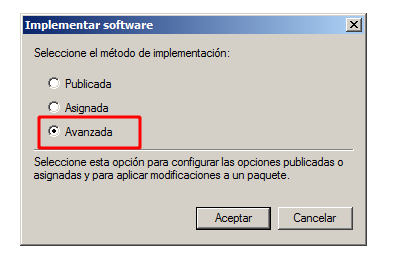 Implementar software
Seleccione el método de implementación:
Publicada
Asignada
Avanzada
Seleccione esta opción para configurar las opciones publicadas o
asignadas y para aplicar modificaciones a un paquete.
Aceptar
Cancelar